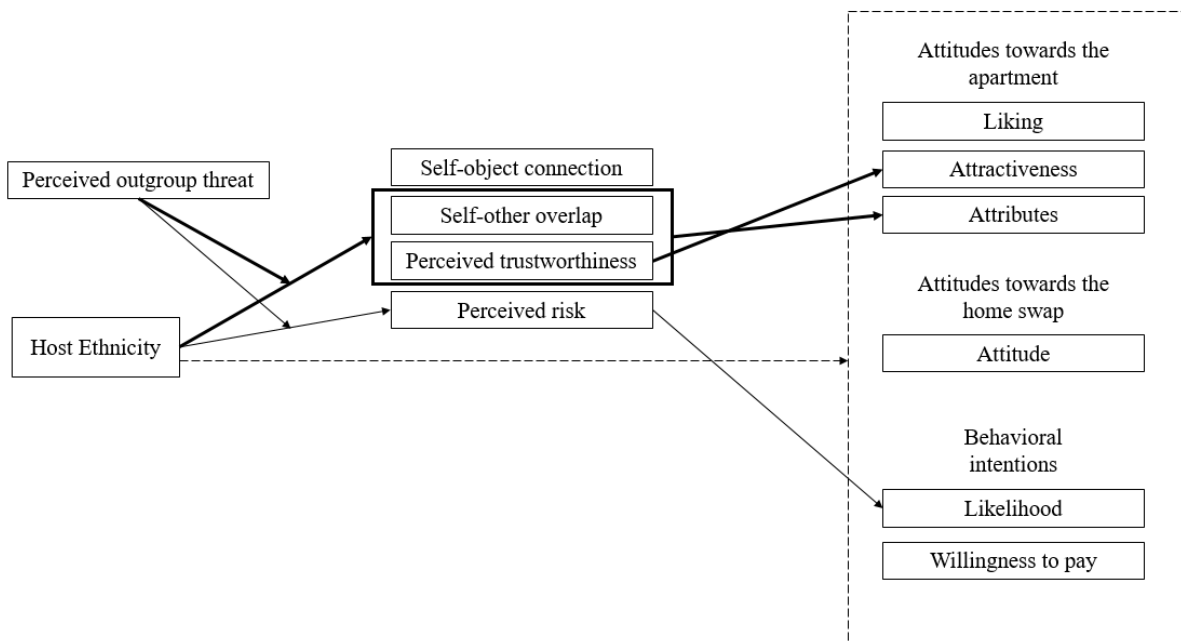 Perceived outgroup threat
Host Ethnicity
Self-object connection
Self-other overlap
Perceived trustworthiness
Perceived risk
Attitudes towards the
apartment
Liking
Attractiveness
Attributes
Attitudes towards the
home swap
Attitude
Behavioral
intentions
Likelihood
Willingness to pay